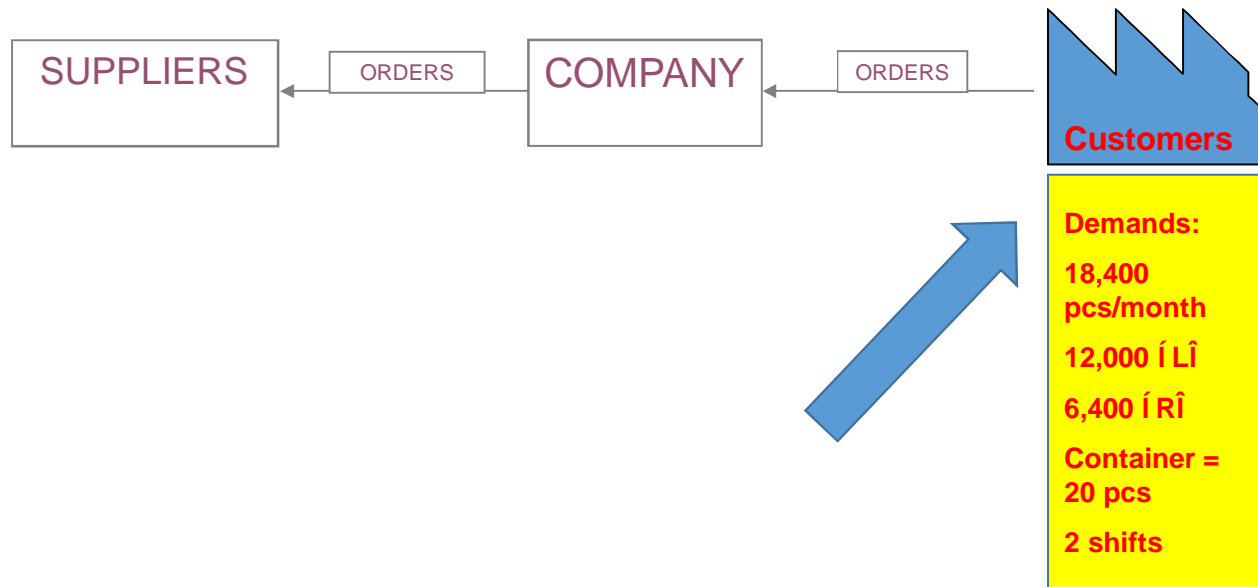 SUPPLIERS
ORDERS
COMPANY
ORDERS
Customers
Demands:
18,400
pcs/month
12,000 Í LÎ
6,400 Í RÎ
Container =
20 pcs
2 shifts